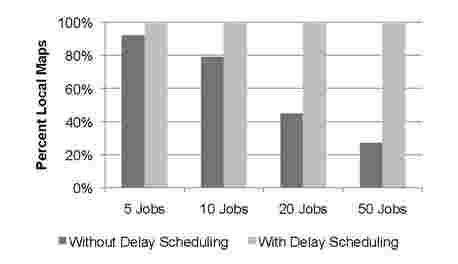 Percent Local Maps
100%
80%
60%
40%
20%
0%
5 Jobs 10 Jobs 20 Jobs 50 Jobs
Without Delay Scheduling With Delay Scheduling